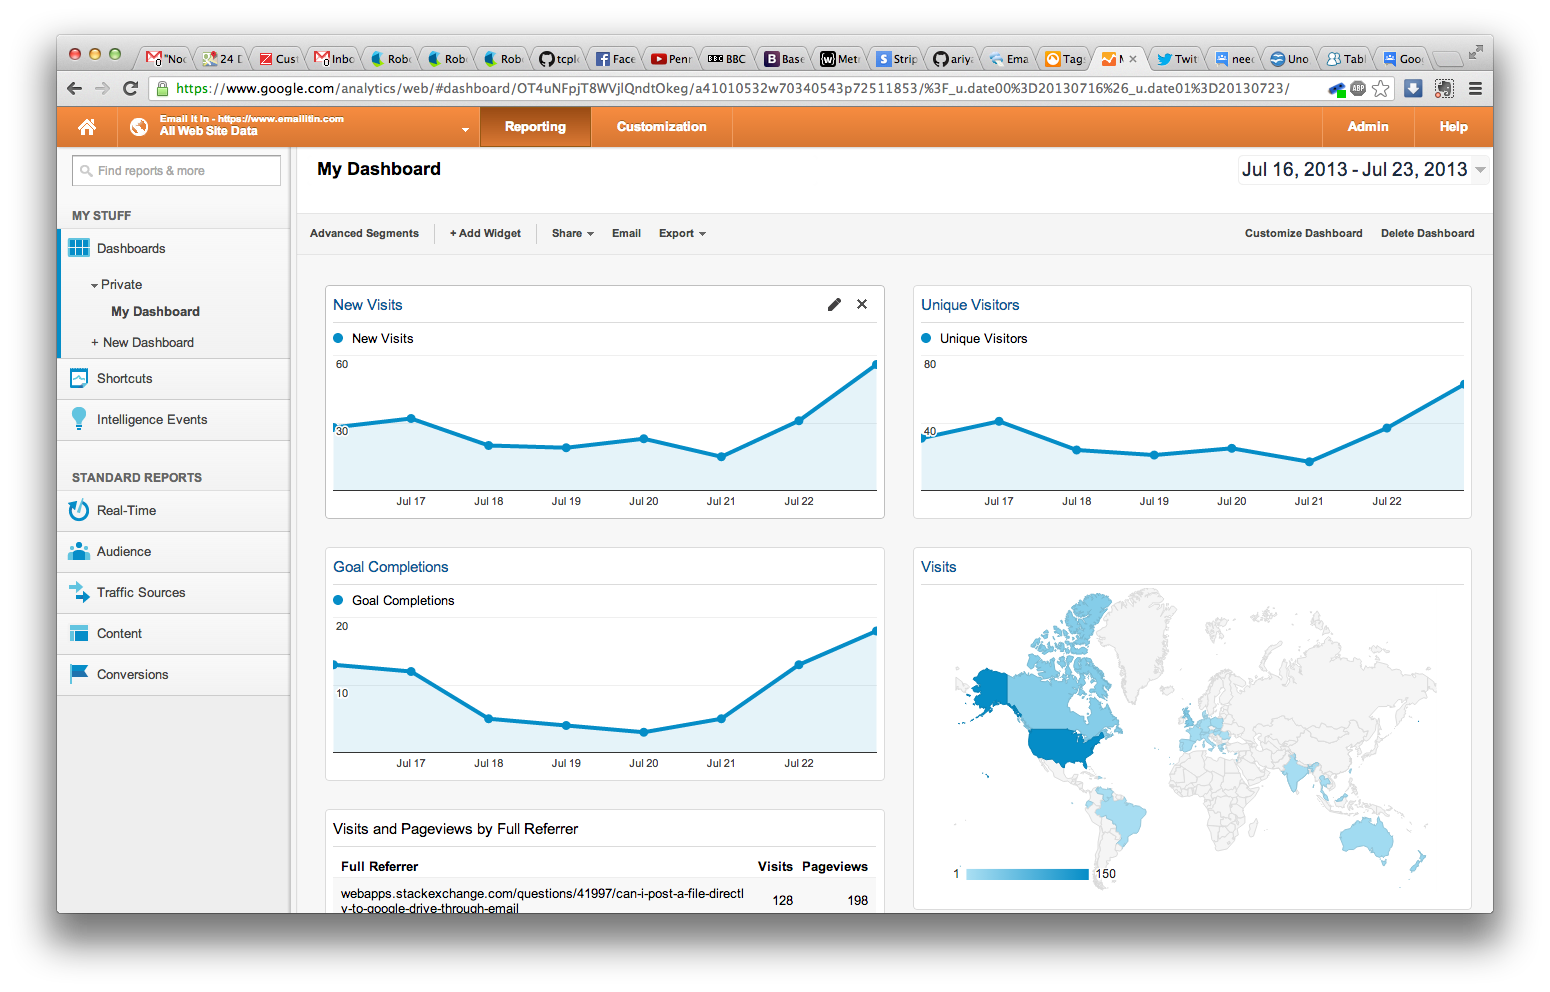 "Noc
24 D
Cust
Inbo
Rob
Rob
Rob
tcpl
Face
Penr
BBC BBC
Base
Met
Strip
ariy
Ema
Tag
M
Twit
nee
Uno
Tabl
Goo
https://www.google.com/analytics/web/#dashboard/OT4uNFpjT8WVjlQndtOkeg/a41010532w70340543p72511853/%3F_u.date00%3D20130716%26_u.date01%3D20130723/
ABP
Email It In - https://www.emailitin.com
All Web Site Data
Reporting
Customization
Admin
Help
Find reports & more
MY STUFF
Dashboards
Private
My Dashboard
+ New Dashboard
Shortcuts
Intelligence Events
STANDARD REPORTS
Real-Time
Audience
Traffic Sources
Content
Conversions
My Dashboard
Jul 16, 2013 - Jul 23, 2013
Advanced Segments
+ Add Widget
Share
Email
Export
Customize Dashboard
Delete Dashboard
New Visits
New Visits
60
30
Jul 17 Jul 18 Jul 19 Jul 20 Jul 21 Jul 22
Unique Visitors
Unique Visitors
80
40
Jul 17 Jul 18 Jul 19 Jul 20 Jul 21 Jul 22
Goal Completions
Goal Completions
20
10
Jul 17 Jul 18 Jul 19 Jul 20 Jul 21 Jul 22
Visits
1 150
Visits and Pageviews by Full Referrer
Full Referrer Visits Pageviews
webapps.stackexchange.com/questions/41997/can-i-post-a-file-directl
y-to-google-drive-through-email
128 198